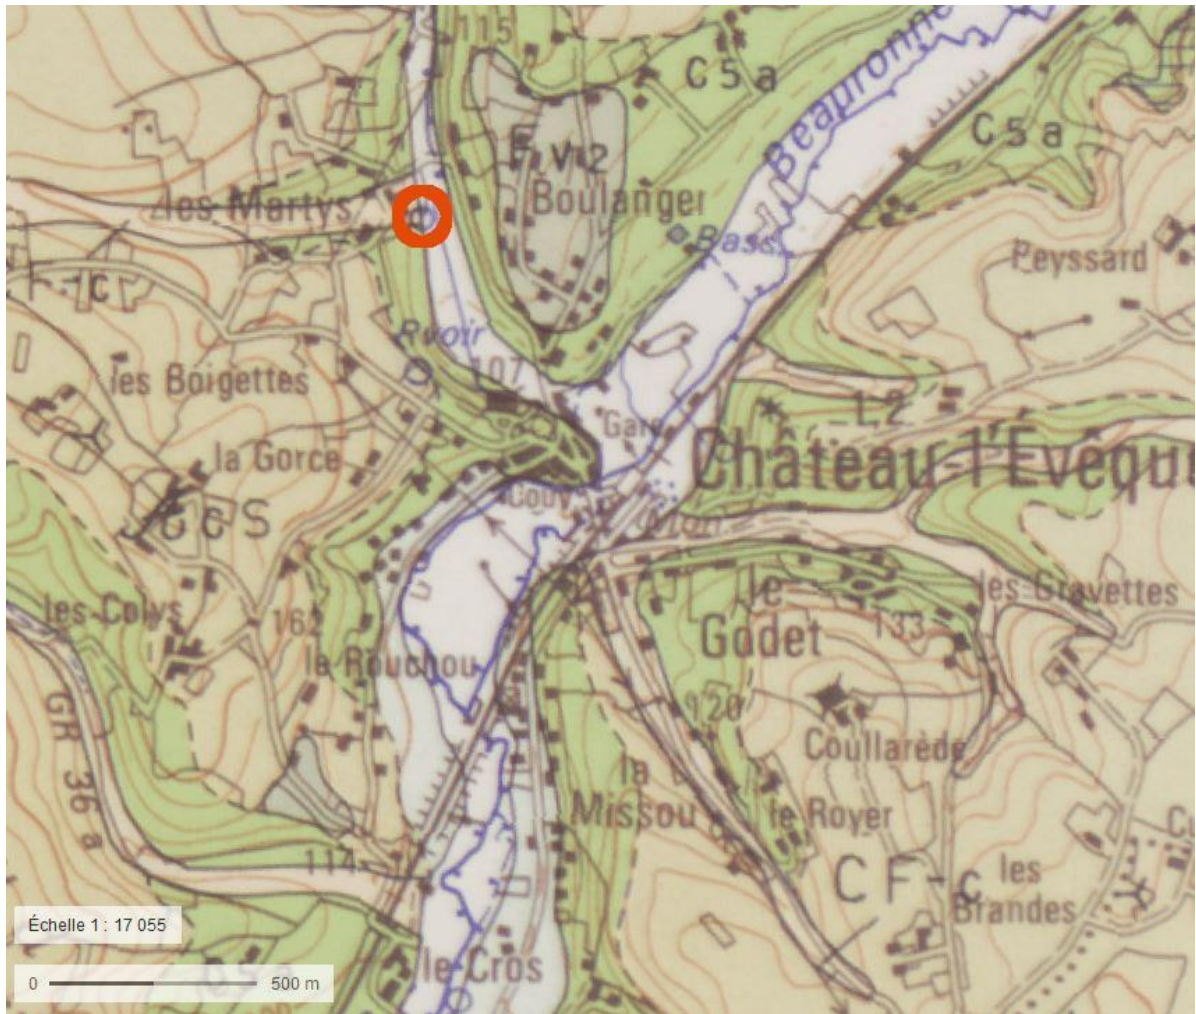 115
C5a
Beauronne
C5a
Fv2
les Martys
Boulanger
Bass.
Peyssard
Rvoir
107
les Boigettes
L2
Gare
la Gorce
Château-l'Évêque
C6S
les Gravettes
les Colys
162
le
Godet
133
le Rouchou
120
GR 36 a
Coullarède
la
Missou
le Royer
114
CF-c
les
Brandes
Échelle 1 : 17 055
le Cros
0 500 m